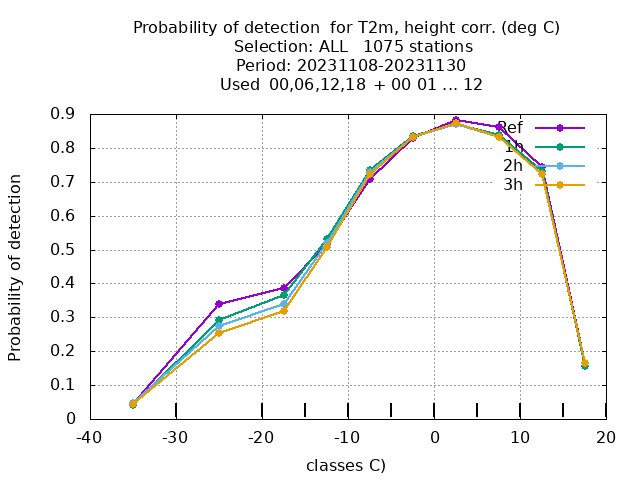 Probability of detection for T2m, height corr. (deg C)
Selection: ALL 1075 stations
Period: 20231108-20231130
Used 00,06,12,18 + 00 01 ... 12
Probability of detection
0.9
0.8
0.7
0.6
0.5
0.4
0.3
0.2
0.1
0
Ref
1h
2h
3h
-40 -30 -20 -10 0 10 20
classes C)